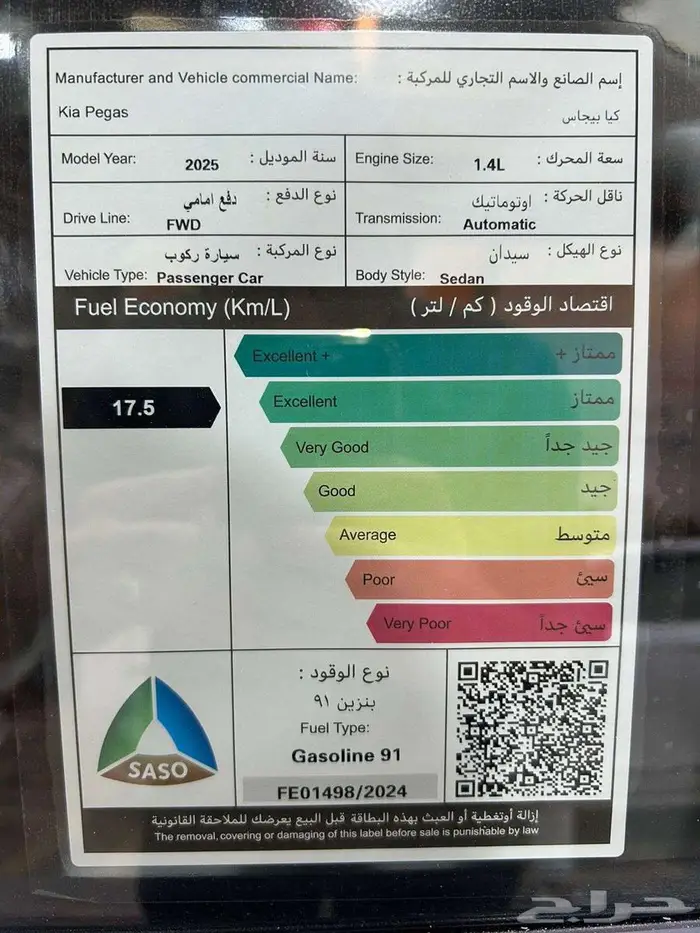 Manufacturer and Vehicle commercial Name: إسم الصانع والاسم التجاري للمركبة :
Kia Pegas كيا بيجاس
Model Year: 2025 سنة الموديل :
Engine Size: 1.4L سعة المحرك :
نوع الدفع : دفع امامي
Drive Line: FWD
ناقل الحركة : اوتوماتيك
Transmission: Automatic
نوع المركبة : سيارة ركوب
Vehicle Type: Passenger Car
نوع الهيكل : سيدان
Body Style: Sedan
Fuel Economy (Km/L) اقتصاد الوقود ( كم / لتر )
Excellent + ممتاز +
17.5
Excellent ممتاز
Very Good جيد جداً
Good جيد
Average متوسط
Poor سيئ
Very Poor سيئ جداً
SASO
نوع الوقود :
بنزين ٩١
Fuel Type:
Gasoline 91
FE01498/2024
إزالة أوتغطية أو العبث بهذه البطاقة قبل البيع يعرضك للملاحقة القانونية
The removal, covering or damaging of this label before sale is punishable by law
حراج